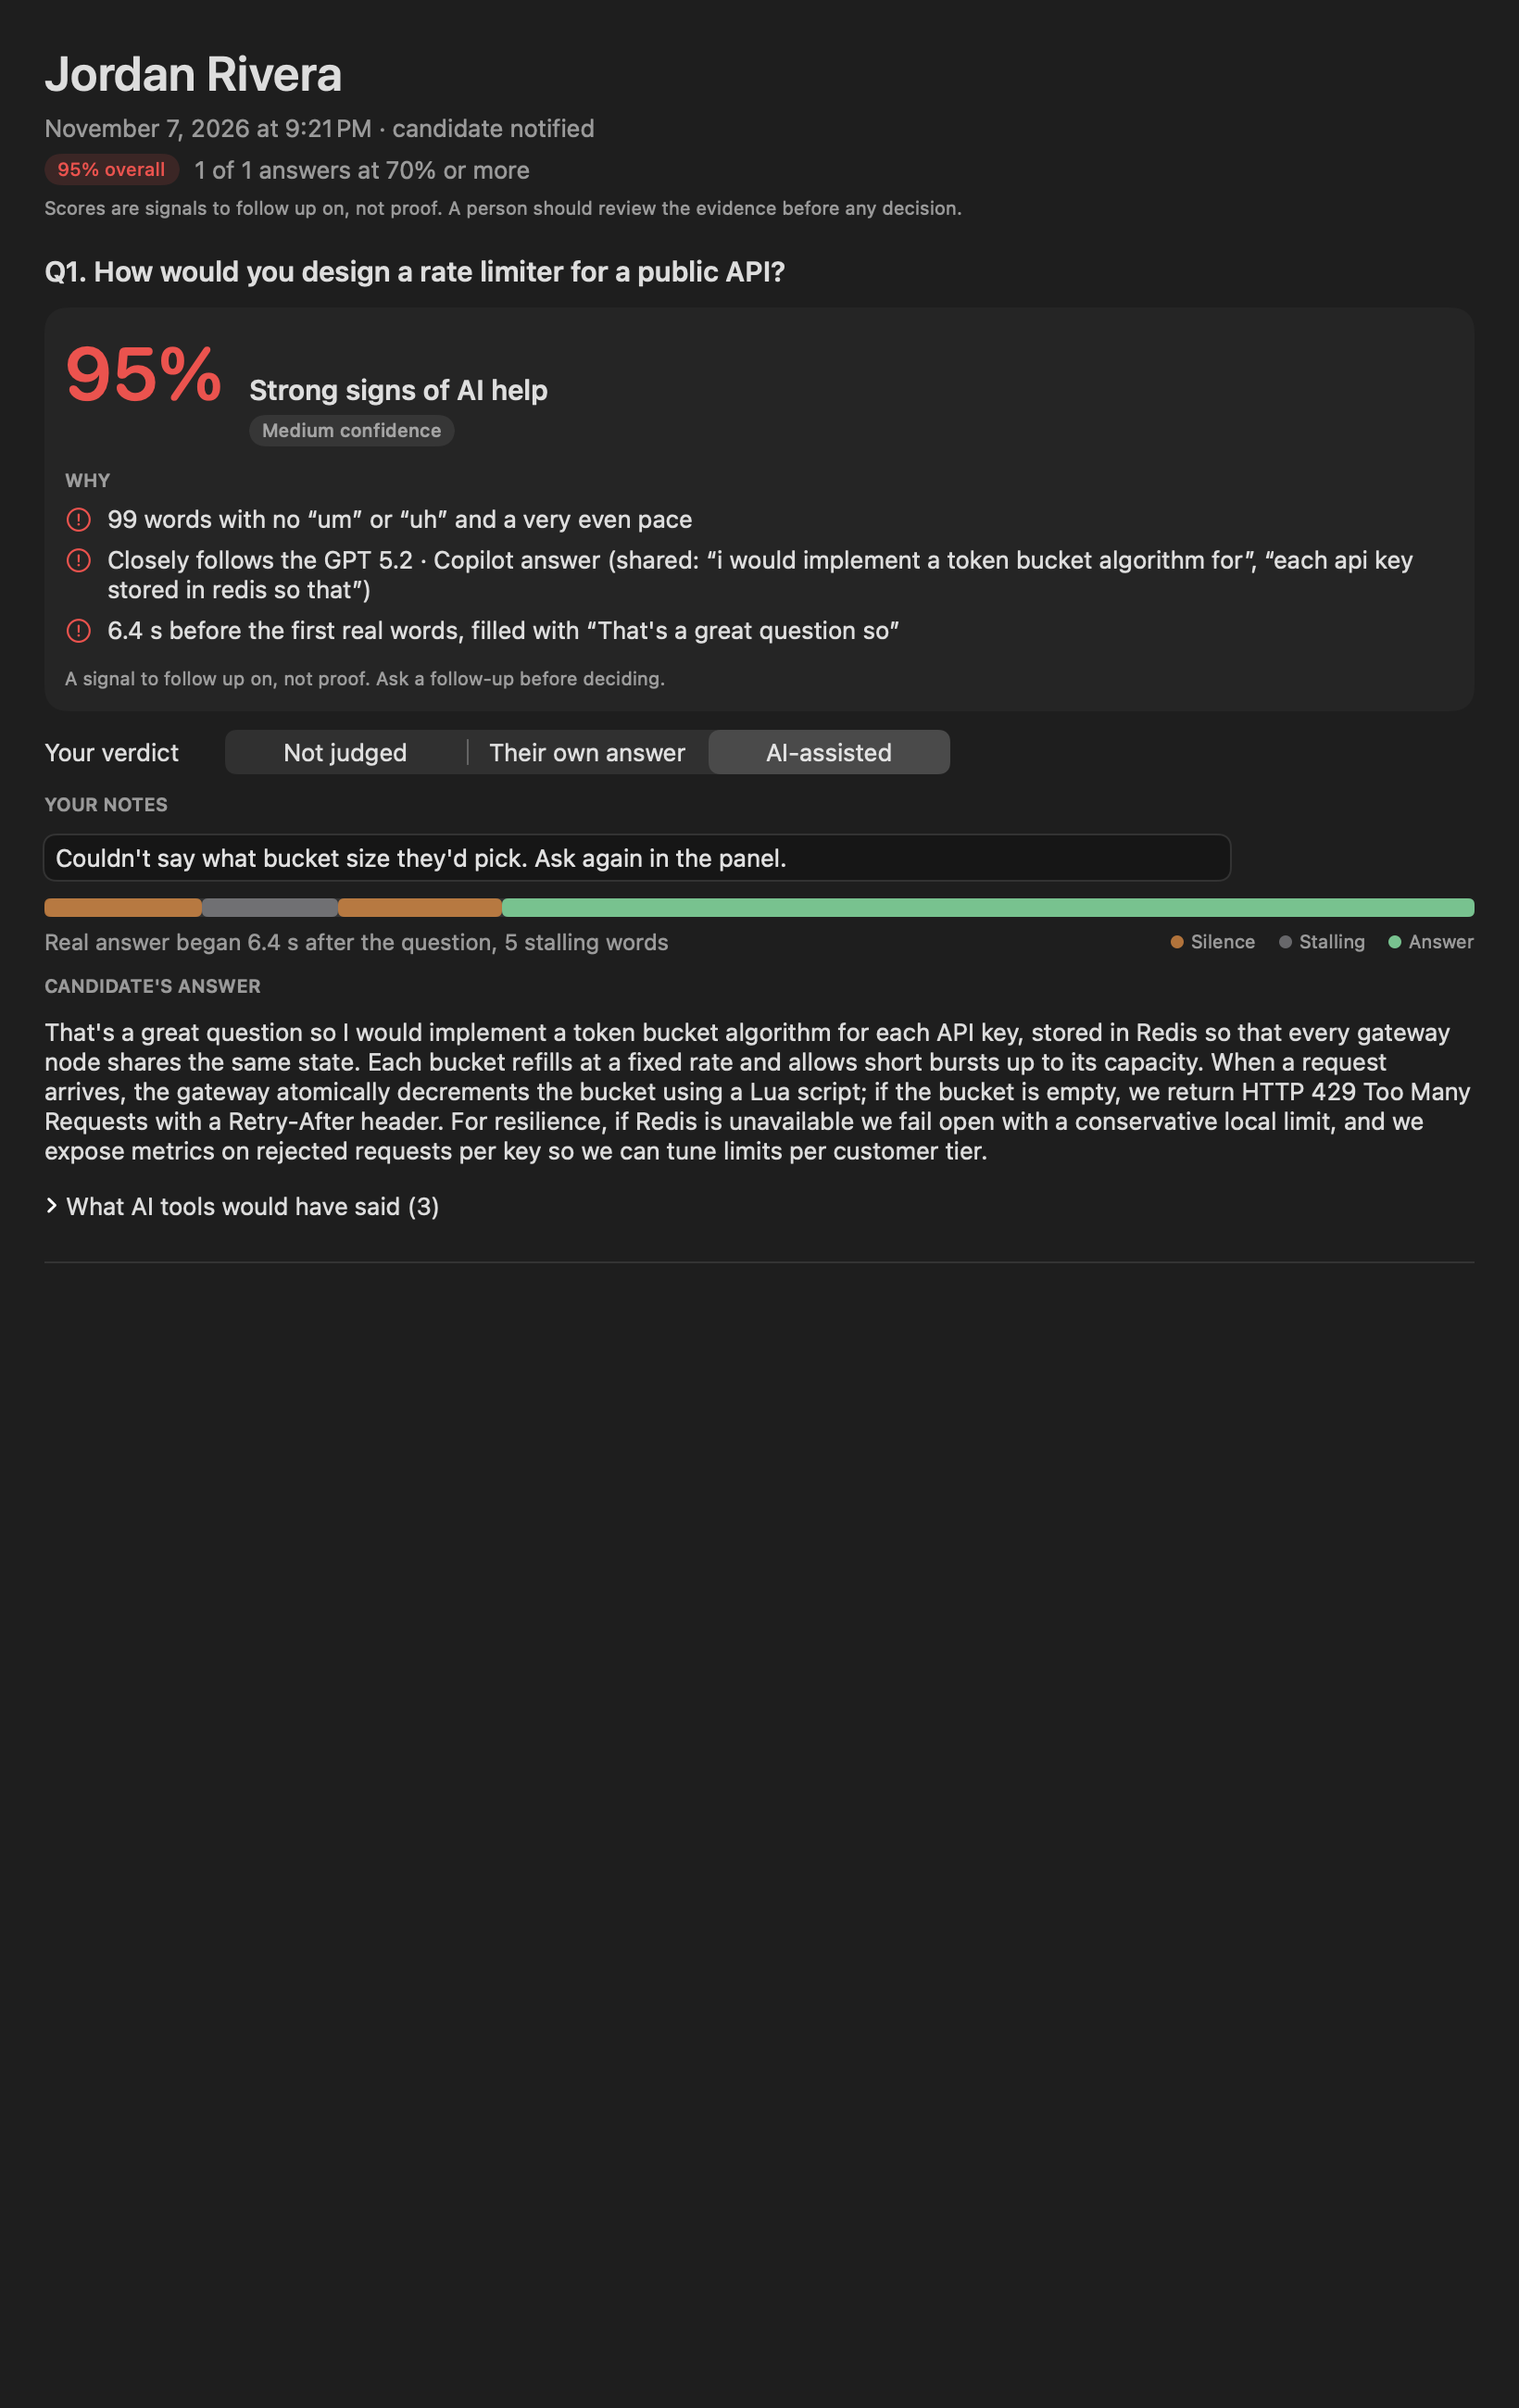 Jordan Rivera
November 7, 2026 at 9:21 PM · candidate notified
95% overall 1 of 1 answers at 70% or more
Scores are signals to follow up on, not proof. A person should review the evidence before any decision.
Q1. How would you design a rate limiter for a public API?
95% Strong signs of AI help
Medium confidence
WHY
99 words with no “um” or “uh” and a very even pace
Closely follows the GPT 5.2 · Copilot answer (shared: “i would implement a token bucket algorithm for”, “each api key
stored in redis so that”)
6.4 s before the first real words, filled with “That's a great question so”
A signal to follow up on, not proof. Ask a follow-up before deciding.
Your verdict Not judged Their own answer AI-assisted
YOUR NOTES
Couldn't say what bucket size they'd pick. Ask again in the panel.
Real answer began 6.4 s after the question, 5 stalling words Silence Stalling Answer
CANDIDATE'S ANSWER
That's a great question so I would implement a token bucket algorithm for each API key, stored in Redis so that every gateway
node shares the same state. Each bucket refills at a fixed rate and allows short bursts up to its capacity. When a request
arrives, the gateway atomically decrements the bucket using a Lua script; if the bucket is empty, we return HTTP 429 Too Many
Requests with a Retry-After header. For resilience, if Redis is unavailable we fail open with a conservative local limit, and we
expose metrics on rejected requests per key so we can tune limits per customer tier.
What AI tools would have said (3)